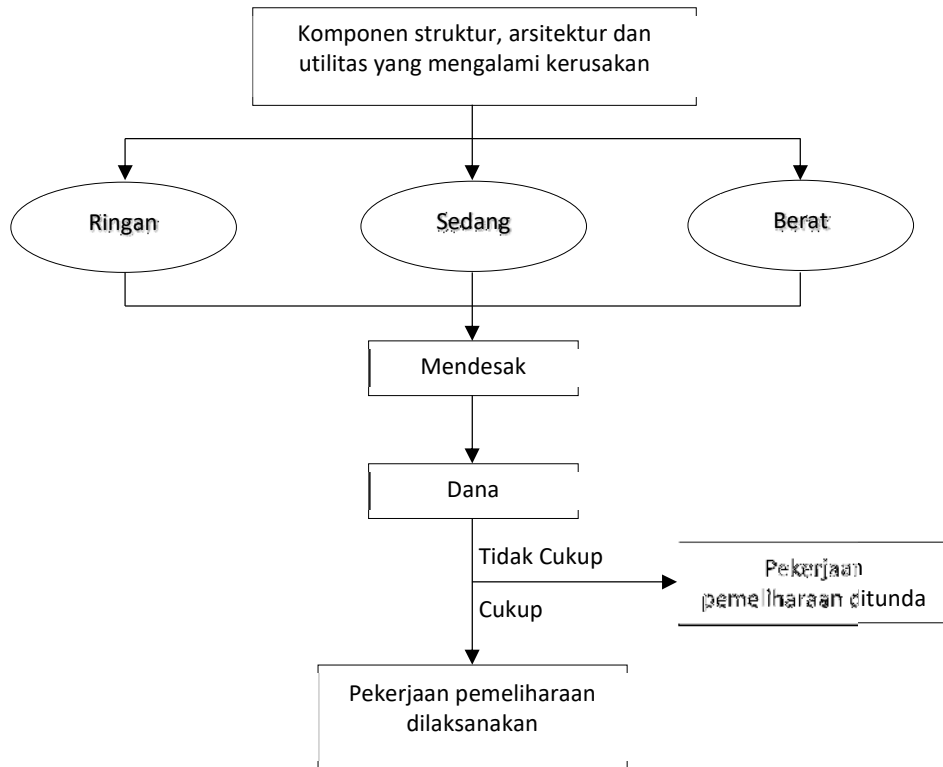 Komponen struktur, arsitektur dan
utilitas yang mengalami kerusakan
Ringan
Sedang
Berat
Mendesak
Dana
Tidak Cukup
Cukup
Pekerjaan
pemeliharaan ditunda
Pekerjaan pemeliharaan
dilaksanakan